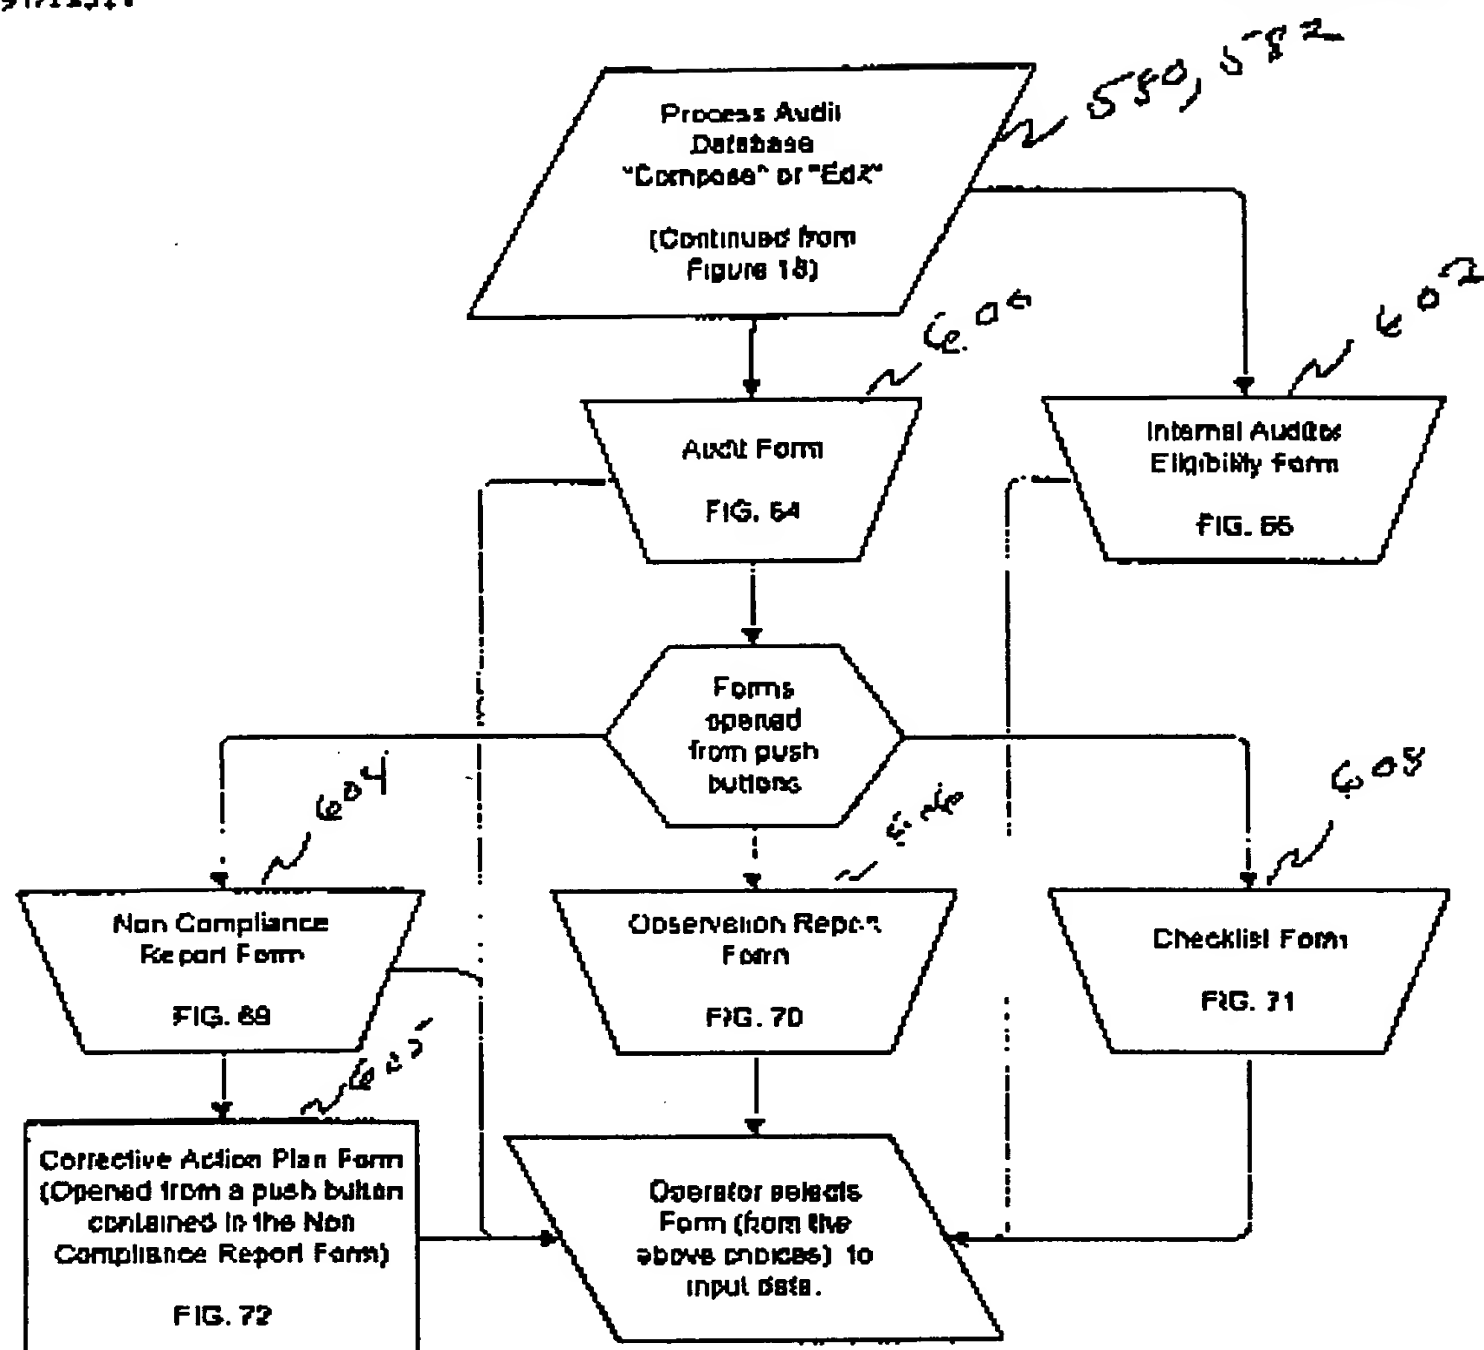 580, 582
Process Audit
Database
"Compose" or "Edit"
(Continued from
Figure 18)
600
602
Audit Form
FIG. 64
Internal Auditor
Eligibility Form
FIG.
Forms
opened
from push
buttons
604
608
Non Compliance
Report Form
FIG. 69
Observation Report
Form
FIG. 70
Checklist Form
FIG. 71
605
Corrective Action Plan Form
(Opened from a push button
contained in the Non
Compliance Report Form)
FIG. 72
Operator selects
Form (from the
above choices) to
input data.